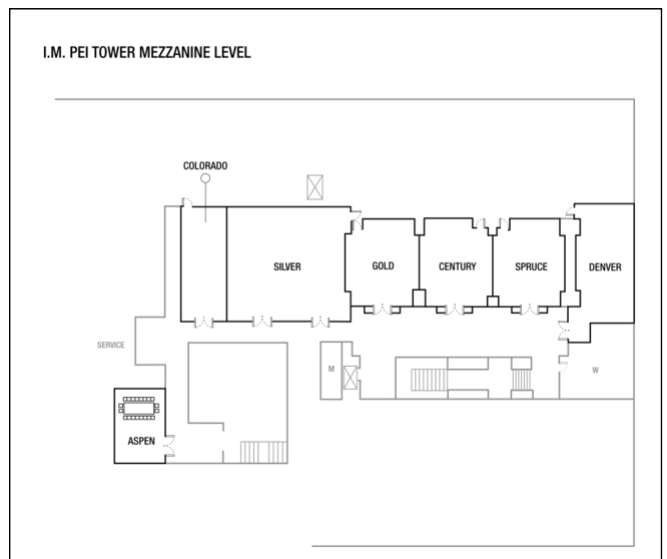 I.M. PEI TOWER MEZZANINE LEVEL
COLORADO
SILVER
GOLD
CENTURY
SPRUCE
DENVER
SERVICE
M
W
ASPEN